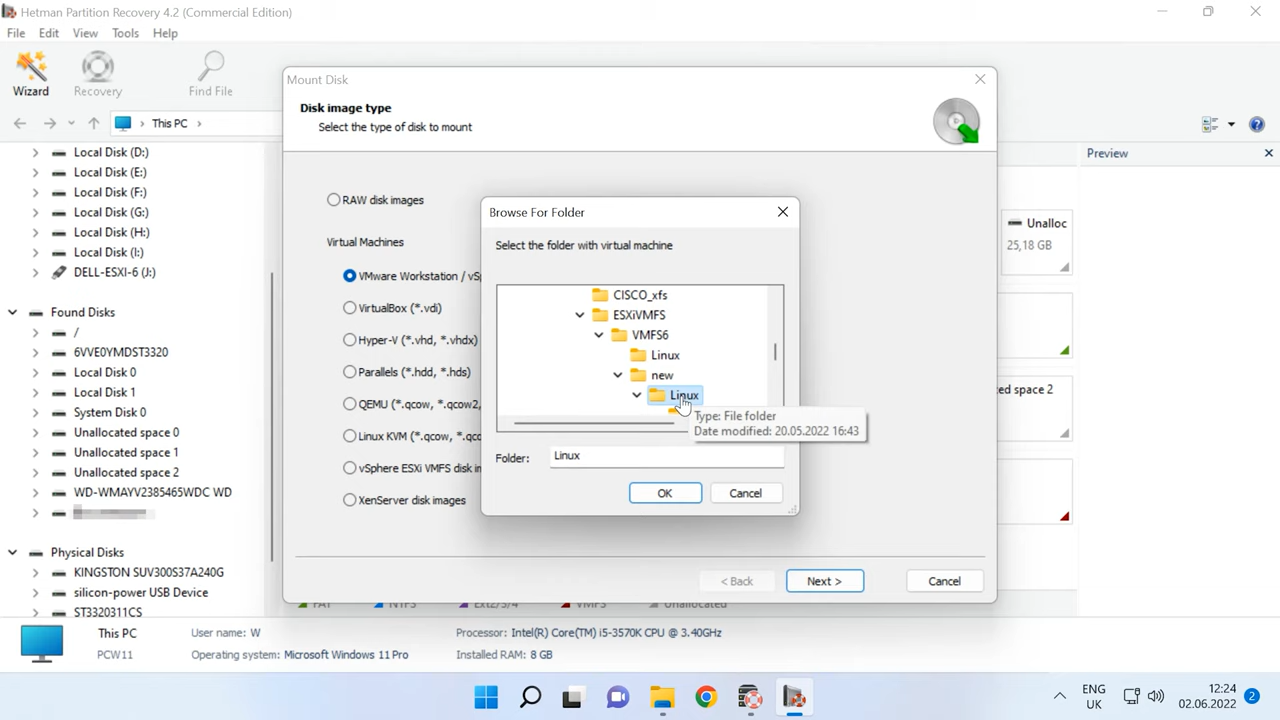 Hetman Partition Recovery 4.2 (Commercial Edition)
File Edit View Tools Help
Wizard Recovery Find File
This PC
Local Disk (D:)
Local Disk (E:)
Local Disk (F:)
Local Disk (G:)
Local Disk (H:)
Local Disk (I:)
DELL-ESXI-6 (J:)
Found Disks
/
6VVE0YMDST3320
Local Disk 0
Local Disk 1
System Disk 0
Unallocated space 0
Unallocated space 1
Unallocated space 2
WD-WMAYV2385465WDC WD
Physical Disks
KINGSTON SUV300S37A240G
silicon-power USB Device
ST3320311CS
Mount Disk
Disk image type
Select the type of disk to mount
RAW disk images
Virtual Machines
VMware Workstation / vSp
VirtualBox (*.vdi)
Hyper-V (*.vhd, *.vhdx)
Parallels (*.hdd, *.hds)
QEMU (*.qcow, *.qcow2,
Linux KVM (*.qcow, *.qco
vSphere ESXi VMFS disk in
XenServer disk images
< Back Next > Cancel
Browse For Folder
Select the folder with virtual machine
CISCO_xfs
ESXiVMFS
VMFS6
Linux
new
Linux
Type: File folder
Date modified: 20.05.2022 16:43
Folder: Linux
OK Cancel
Preview
Unalloc
25,18 GB
ed space 2
FAT NTFS Ext2/3/4 VMFS Unallocated
This PC User name: W Processor: Intel(R) Core(TM) i5-3570K CPU @ 3.40GHz
PCW11 Operating system: Microsoft Windows 11 Pro Installed RAM: 8 GB
ENG
UK
12:24
02.06.2022
2